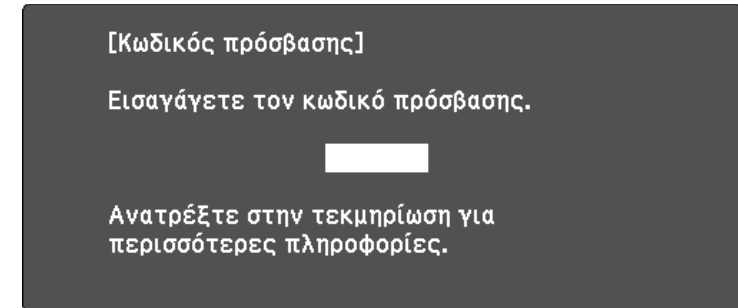 [Κωδικός πρόσβασης]
Εισαγάγετε τον κωδικό πρόσβασης.
Ανατρέξτε στην τεκμηρίωση για
περισσότερες πληροφορίες.